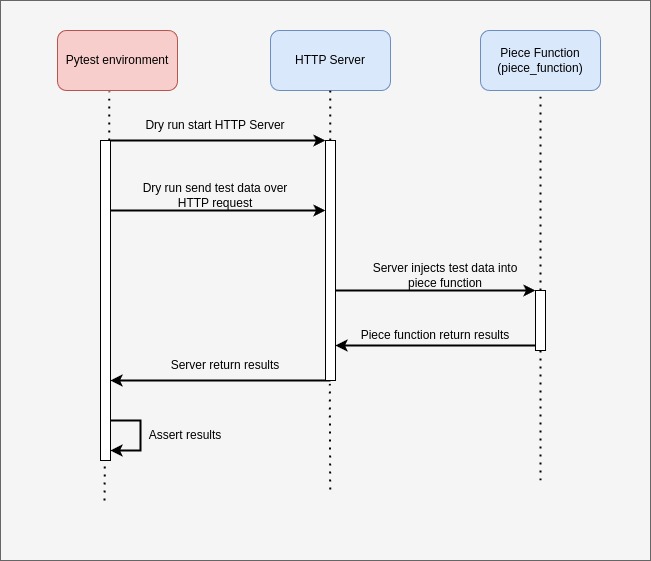 Pytest environment
HTTP Server
Piece Function
(piece_function)
Dry run start HTTP Server
Dry run send test data over
HTTP request
Server injects test data into
piece function
Piece function return results
Server return results
Assert results